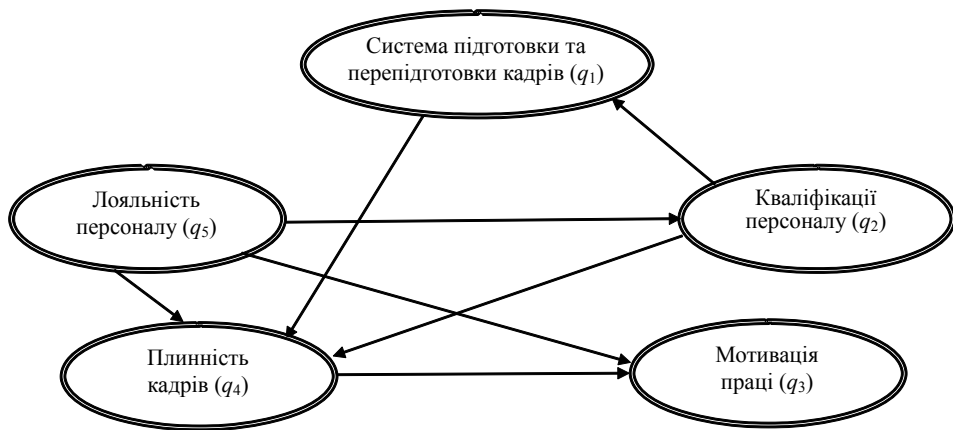 Система підготовки та
перепідготовки кадрів (q1)
Лояльність
персоналу (q5)
Кваліфікації
персоналу (q2)
Плинність
кадрів (q4)
Мотивація
праці (q3)